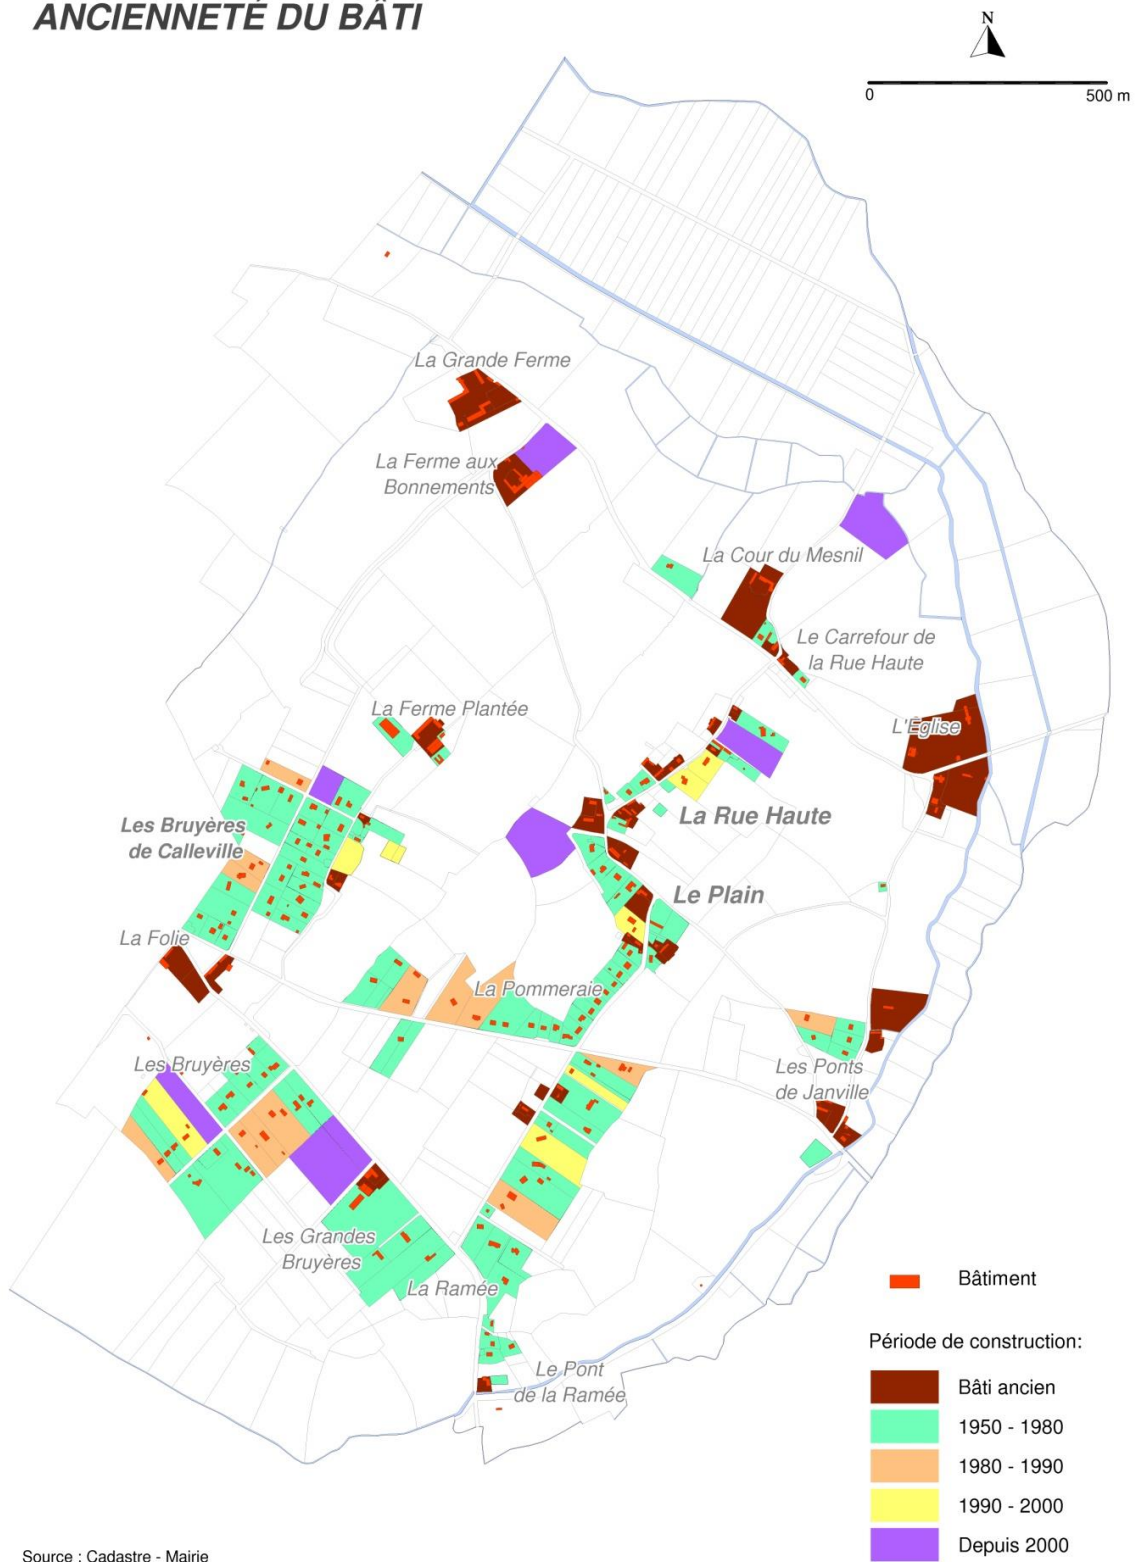 ANCIENNETÉ DU BÂTI
N
0
500 m
La Grande Ferme
La Ferme aux
Bonnements
La Cour du Mesnil
Le Carrefour de
la Rue Haute
La Ferme Plantée
L'Église
La Rue Haute
Les Bruyères
de Calleville
Le Plain
La Folie
La Pommeraie
Les Bruyères
Les Ponts
de Janville
Les Grandes
Bruyères
La Ramée
Bâtiment
Période de construction:
Le Pont
de la Ramée
Bâti ancien
1950 - 1980
1980 - 1990
1990 - 2000
Depuis 2000
Source : Cadastre - Mairie